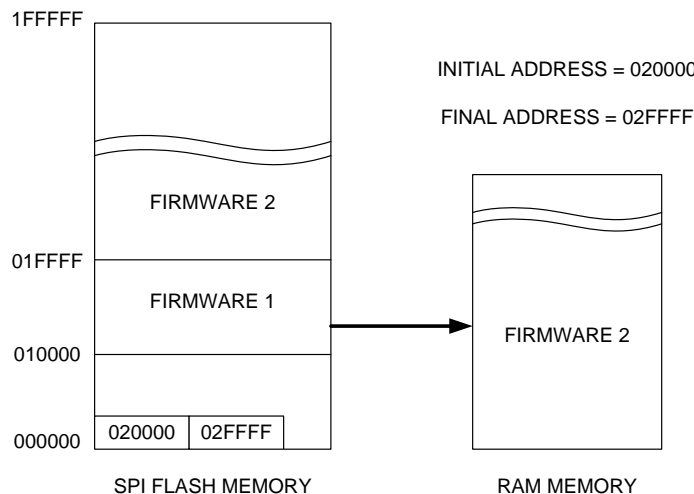 1FFFFF
INITIAL ADDRESS = 020000
FINAL ADDRESS = 02FFFF
FIRMWARE 2
01FFFF
FIRMWARE 1
FIRMWARE 2
010000
020000 02FFFF
000000
SPI FLASH MEMORY RAM MEMORY